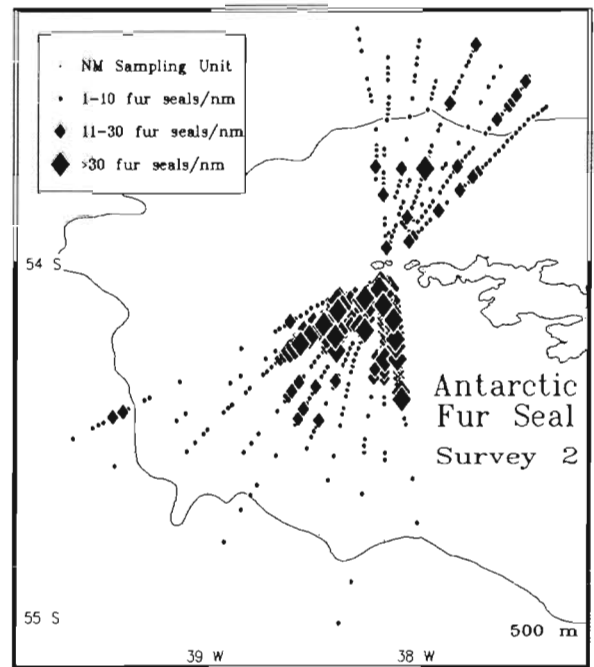 NM Sampling Unit
1-10 fur seals/nm
11-30 fur seals/nm
>30 fur seals/nm
54 S
Antarctic
Fur Seal
Survey 2
55 S
500 m
39 W
38 W